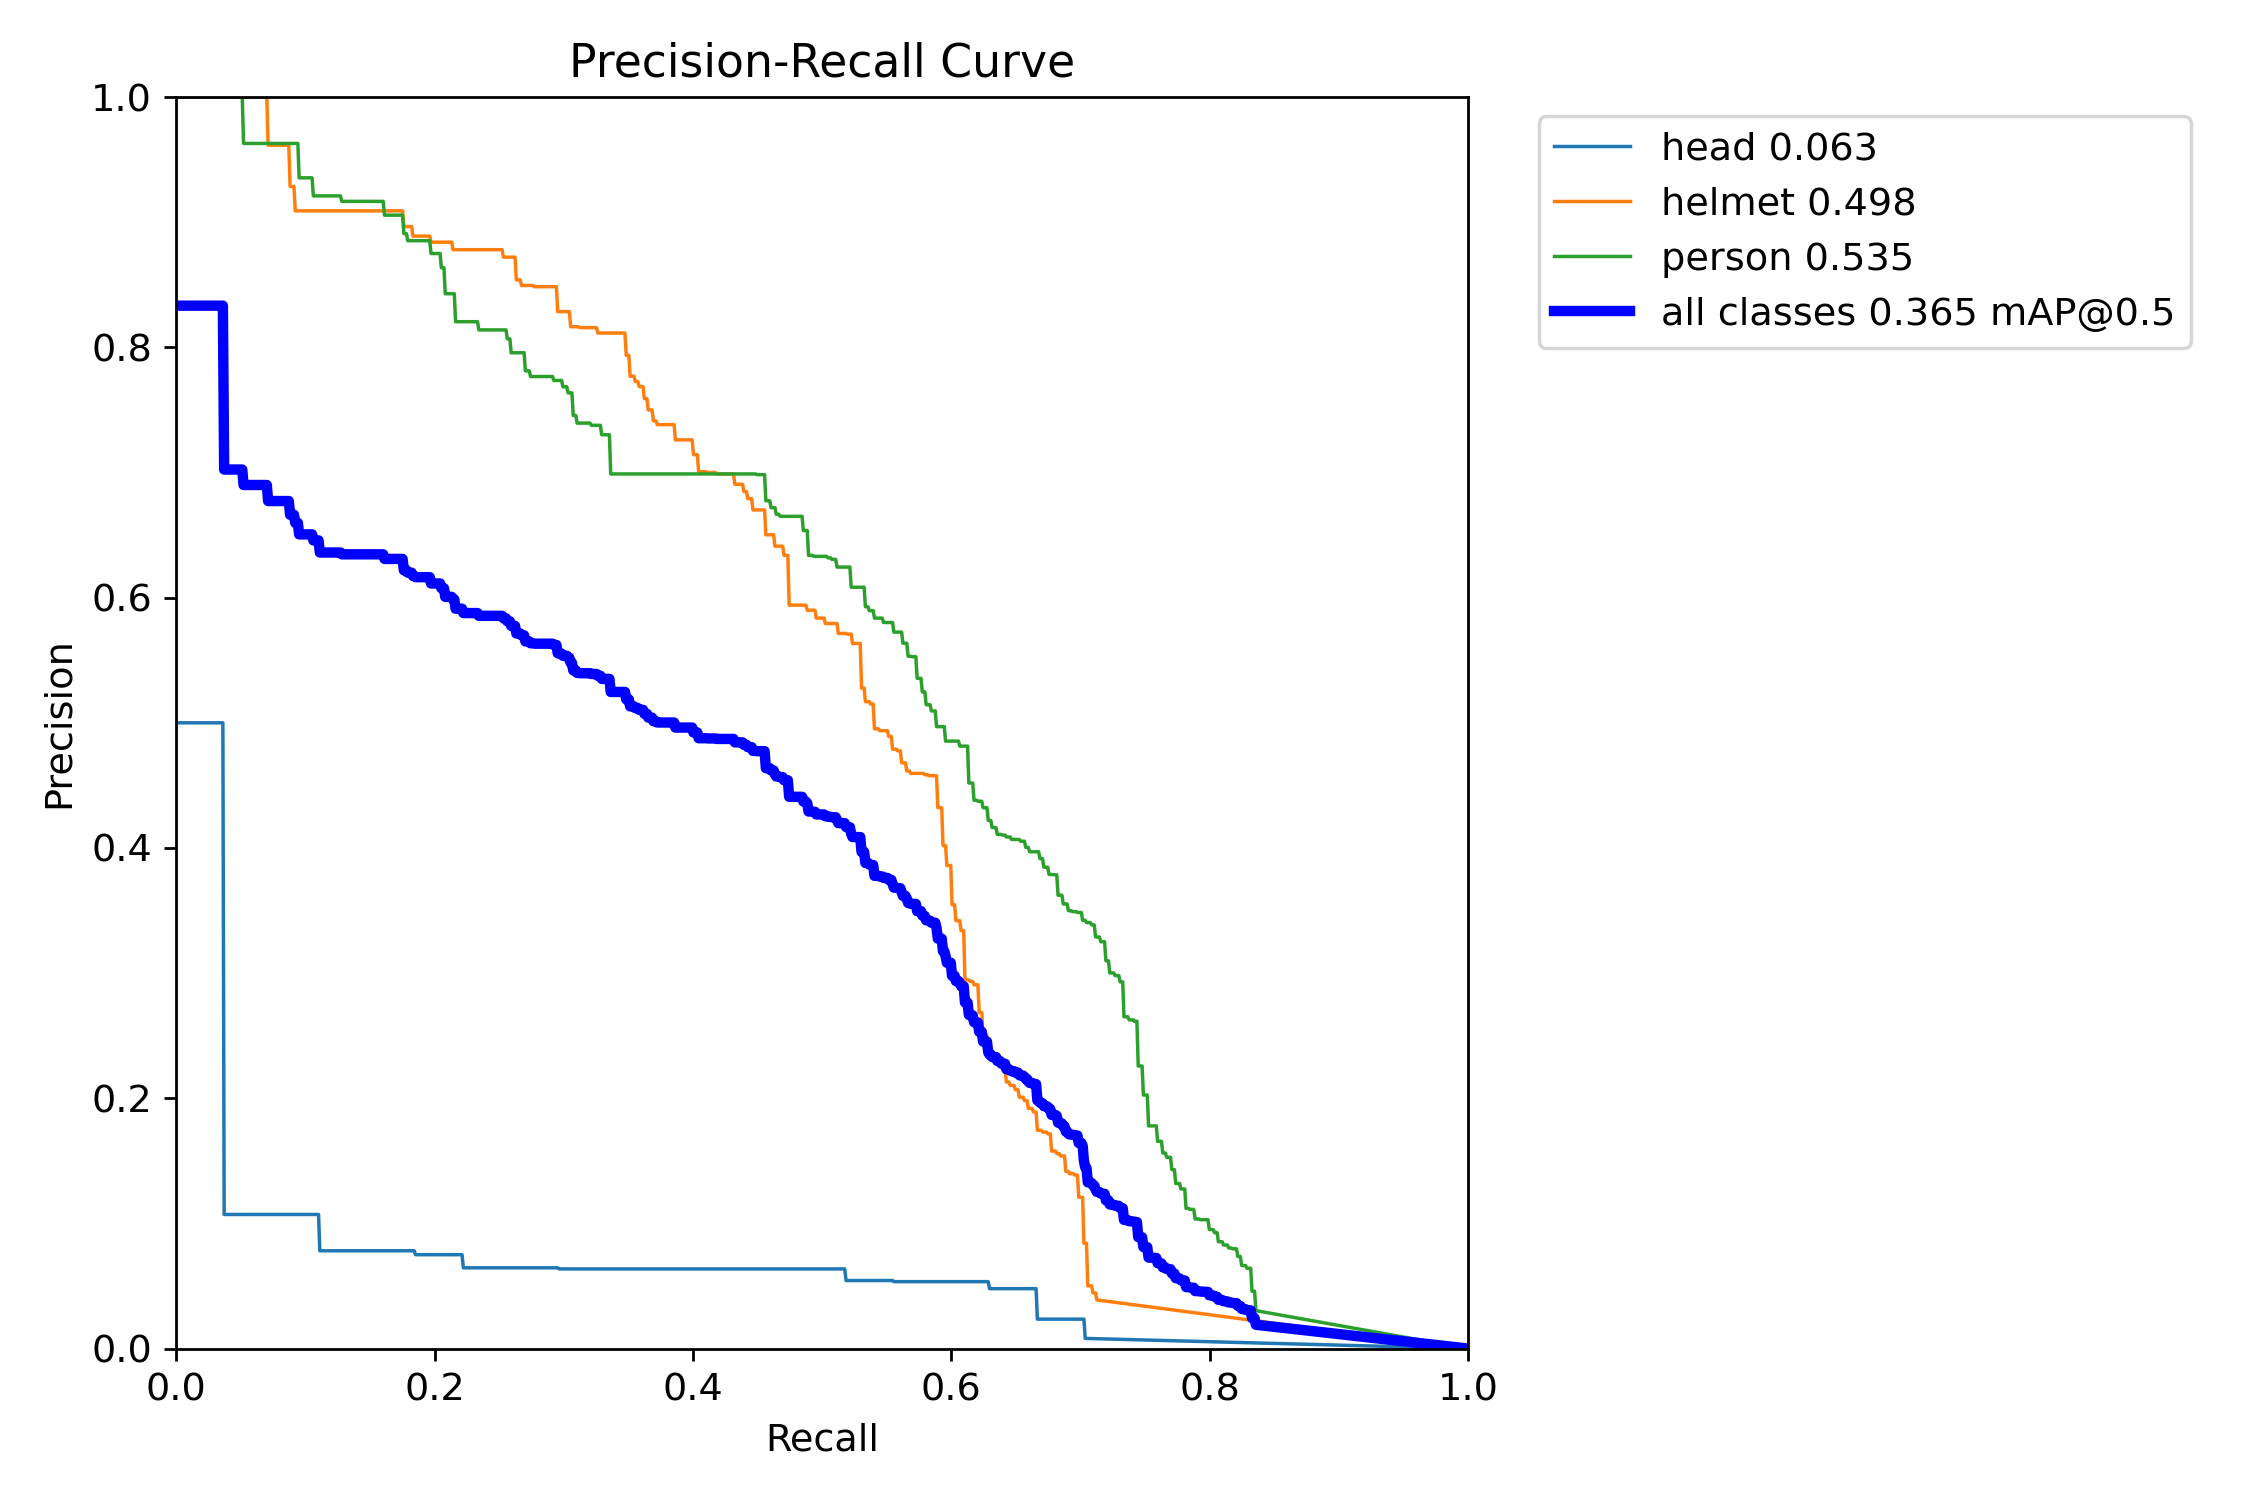 Precision-Recall Curve
1.0
0.8
0.6
0.4
0.2
0.0
Precision
0.0 0.2 0.4 0.6 0.8 1.0
Recall
head 0.063
helmet 0.498
person 0.535
all classes 0.365 mAP@0.5